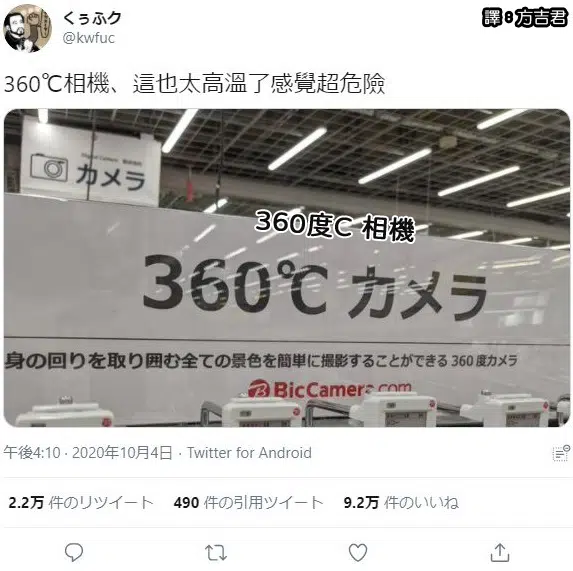 くぅふク
@kwfuc
譯：方吉君
360℃相機、這也太高溫了感覺超危險
カメラ
360度C 相機
360℃ カメラ
身の回りを取り囲む全ての景色を簡単に撮影することができる 360 度カメラ
BicCamera.com
午後4:10 · 2020年10月4日 · Twitter for Android
2.2万 件のリツイート 490 件の引用ツイート 9.2万 件のいいね